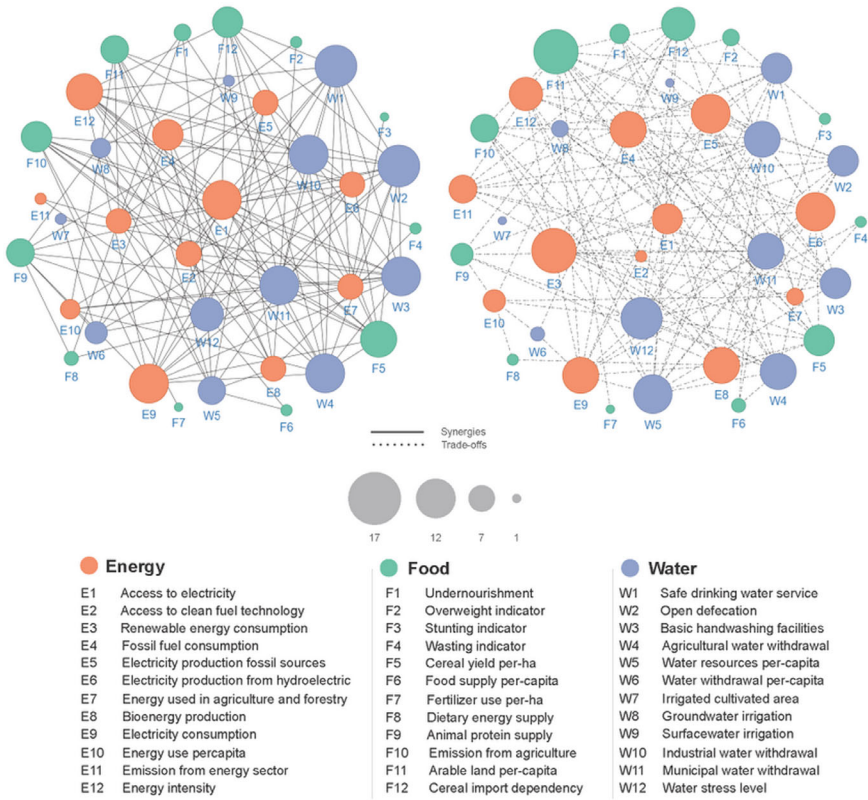 F1
F12
F2
F11
W1
W9
E5
F3
E12
E4
W10
F10
W8
W2
E6
E11
E1
W7
E3
F4
F9
E2
W3
W11
E7
E10
W12
W6
F5
F8
E8
W4
E9
W5
F7
F6
F1
F12
F2
F11
W1
W9
E12
E5
F3
W8
E4
W10
F10
W2
E11
E6
W7
E1
F4
F9
E3
E2
W11
W3
E10
E7
W6
W12
F5
F8
E8
W4
E9
W5
F7
F6
Synergies
Trade-offs
17 12 7 1
Energy
E1 Access to electricity
E2 Access to clean fuel technology
E3 Renewable energy consumption
E4 Fossil fuel consumption
E5 Electricity production fossil sources
E6 Electricity production from hydroelectric
E7 Energy used in agriculture and forestry
E8 Bioenergy production
E9 Electricity consumption
E10 Energy use percapita
E11 Emission from energy sector
E12 Energy intensity
Food
F1 Undernourishment
F2 Overweight indicator
F3 Stunting indicator
F4 Wasting indicator
F5 Cereal yield per-ha
F6 Food supply per-capita
F7 Fertilizer use per-ha
F8 Dietary energy supply
F9 Animal protein supply
F10 Emission from agriculture
F11 Arable land per-capita
F12 Cereal import dependency
Water
W1 Safe drinking water service
W2 Open defecation
W3 Basic handwashing facilities
W4 Agricultural water withdrawal
W5 Water resources per-capita
W6 Water withdrawal per-capita
W7 Irrigated cultivated area
W8 Groundwater irrigation
W9 Surfacewater irrigation
W10 Industrial water withdrawal
W11 Municipal water withdrawal
W12 Water stress level